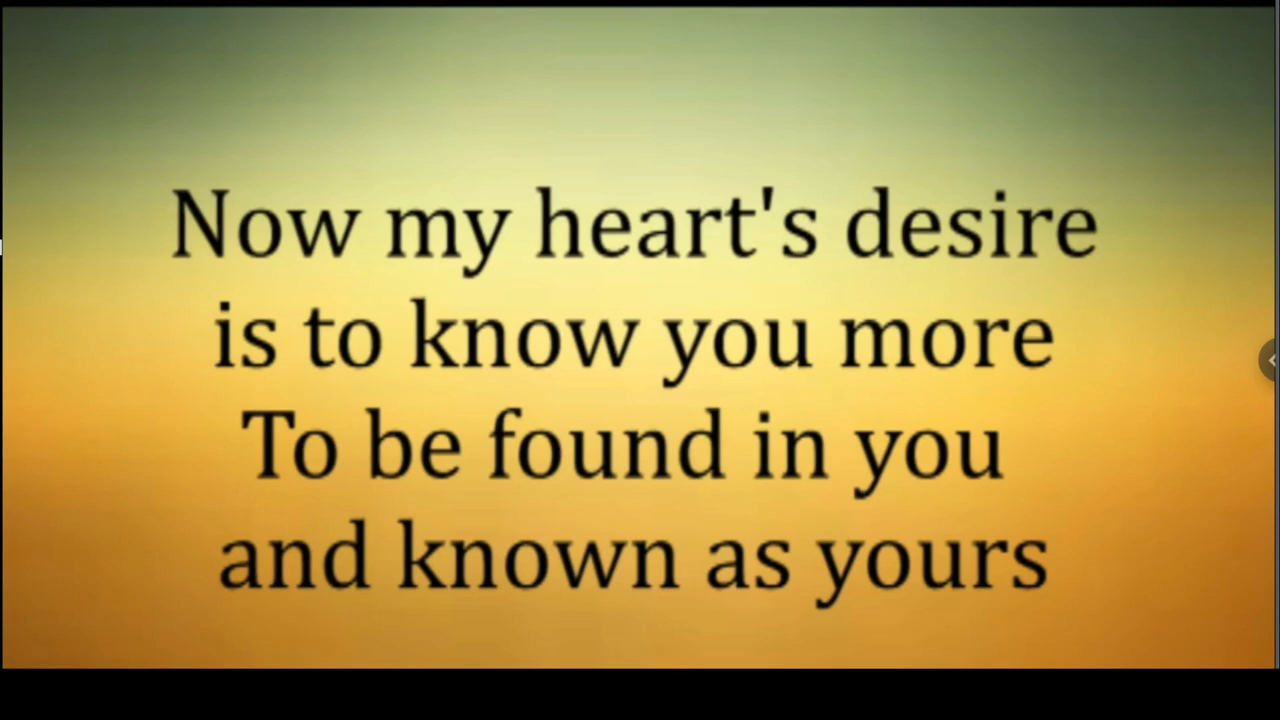 Now my heart's desire
is to know you more
To be found in you
and known as yours